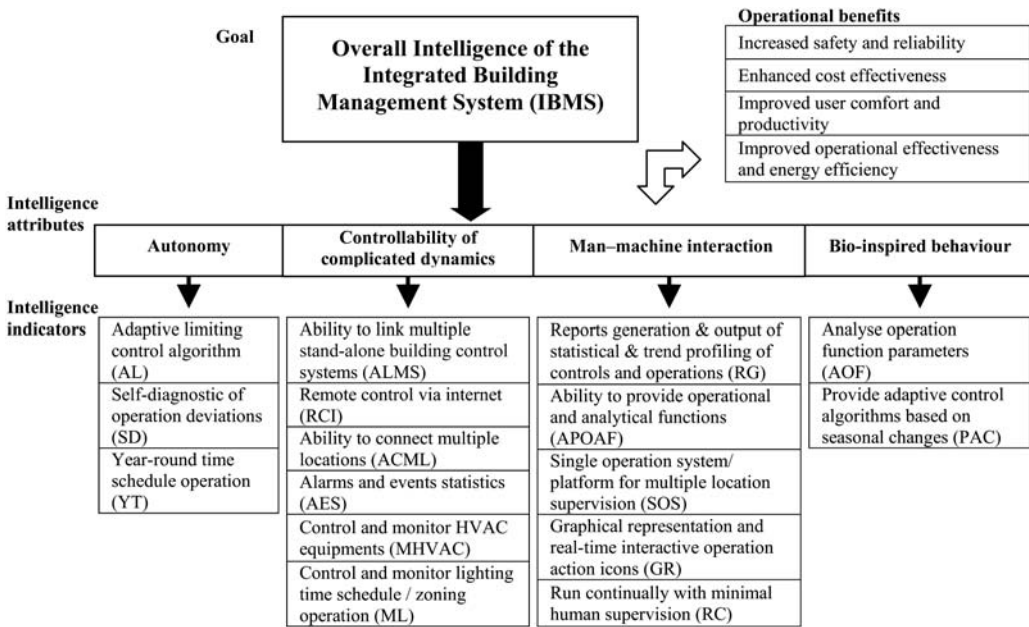 Goal
Overall Intelligence of the
Integrated Building
Management System (IBMS)
Operational benefits
Increased safety and reliability
Enhanced cost effectiveness
Improved user comfort and
productivity
Improved operational effectiveness
and energy efficiency
Intelligence
attributes
Autonomy
Controllability of
complicated dynamics
Man–machine interaction
Bio-inspired behaviour
Intelligence
indicators
Adaptive limiting
control algorithm
(AL)
Self-diagnostic of
operation deviations
(SD)
Year-round time
schedule operation
(YT)
Ability to link multiple
stand-alone building control
systems (ALMS)
Remote control via internet
(RCI)
Ability to connect multiple
locations (ACML)
Alarms and events statistics
(AES)
Control and monitor HVAC
equipments (MHVAC)
Control and monitor lighting
time schedule / zoning
operation (ML)
Reports generation & output of
statistical & trend profiling of
controls and operations (RG)
Ability to provide operational
and analytical functions
(APOAF)
Single operation system/
platform for multiple location
supervision (SOS)
Graphical representation and
real-time interactive operation
action icons (GR)
Run continually with minimal
human supervision (RC)
Analyse operation
function parameters
(AOF)
Provide adaptive control
algorithms based on
seasonal changes (PAC)